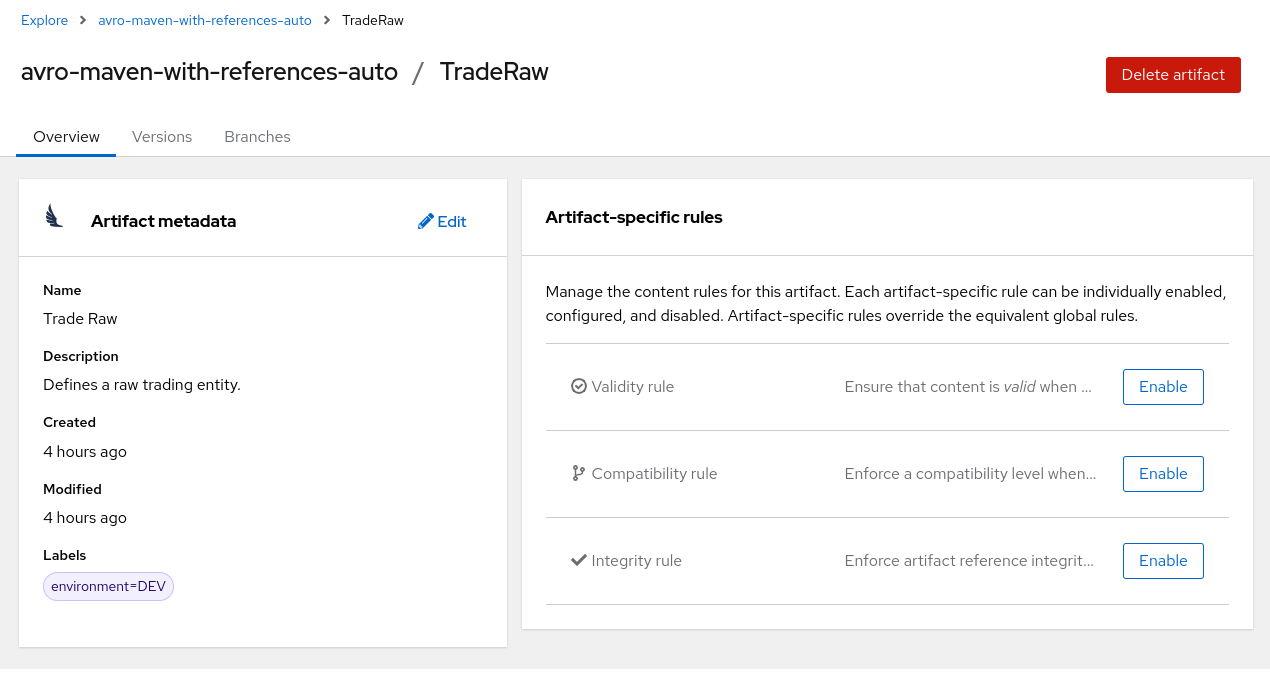 Explore > avro-maven-with-references-auto > TradeRaw
avro-maven-with-references-auto / TradeRaw
Delete artifact
Overview Versions Branches
Artifact metadata
Edit
Name
Trade Raw
Description
Defines a raw trading entity.
Created
4 hours ago
Modified
4 hours ago
Labels
environment=DEV
Artifact-specific rules
Manage the content rules for this artifact. Each artifact-specific rule can be individually enabled,
configured, and disabled. Artifact-specific rules override the equivalent global rules.
Validity rule Ensure that content is valid when ... Enable
Compatibility rule Enforce a compatibility level when... Enable
Integrity rule Enforce artifact reference integrit... Enable